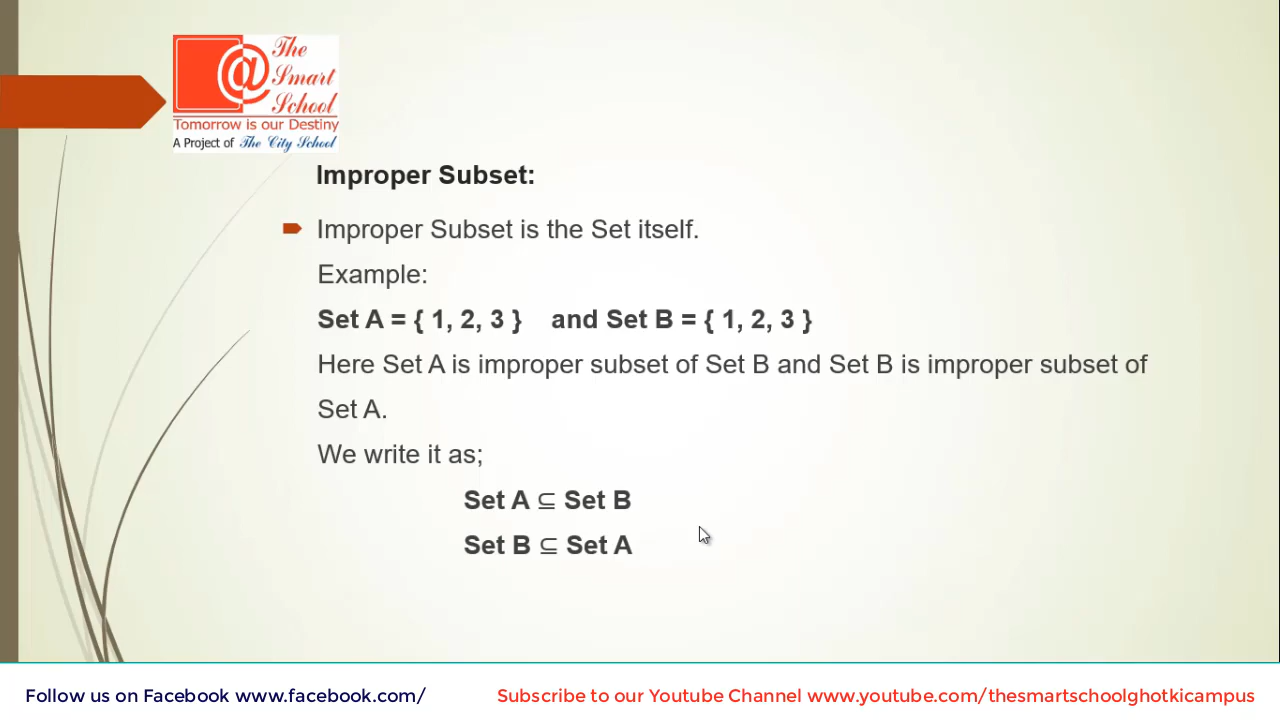 The
Smart
School
Tomorrow is our Destiny
A Project of The City School
Improper Subset:
Improper Subset is the Set itself.
Example:
Set A = { 1, 2, 3 } and Set B = { 1, 2, 3 }
Here Set A is improper subset of Set B and Set B is improper subset of
Set A.
We write it as;
Set A ⊆ Set B
Set B ⊆ Set A
Follow us on Facebook www.facebook.com/ Subscribe to our Youtube Channel www.youtube.com/thesmartschoolghotkicampus